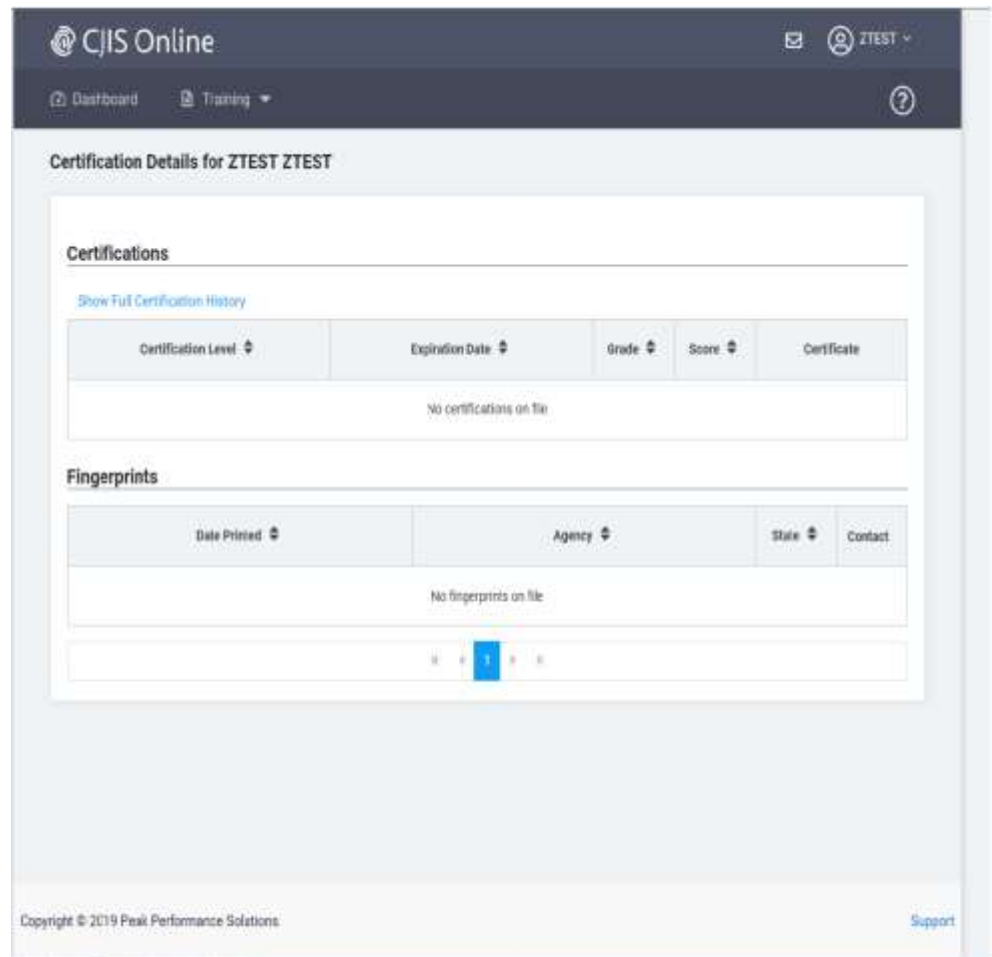 CJIS Online ZTEST
Dashboard Training
Certification Details for ZTEST ZTEST
Certifications
Show Full Certification History
Certification Level Expiration Date Grade Score Certificate
No certifications on file
Fingerprints
Date Printed Agency State Contact
No fingerprints on file
1
Copyright © 2019 Peak Performance Solutions Support